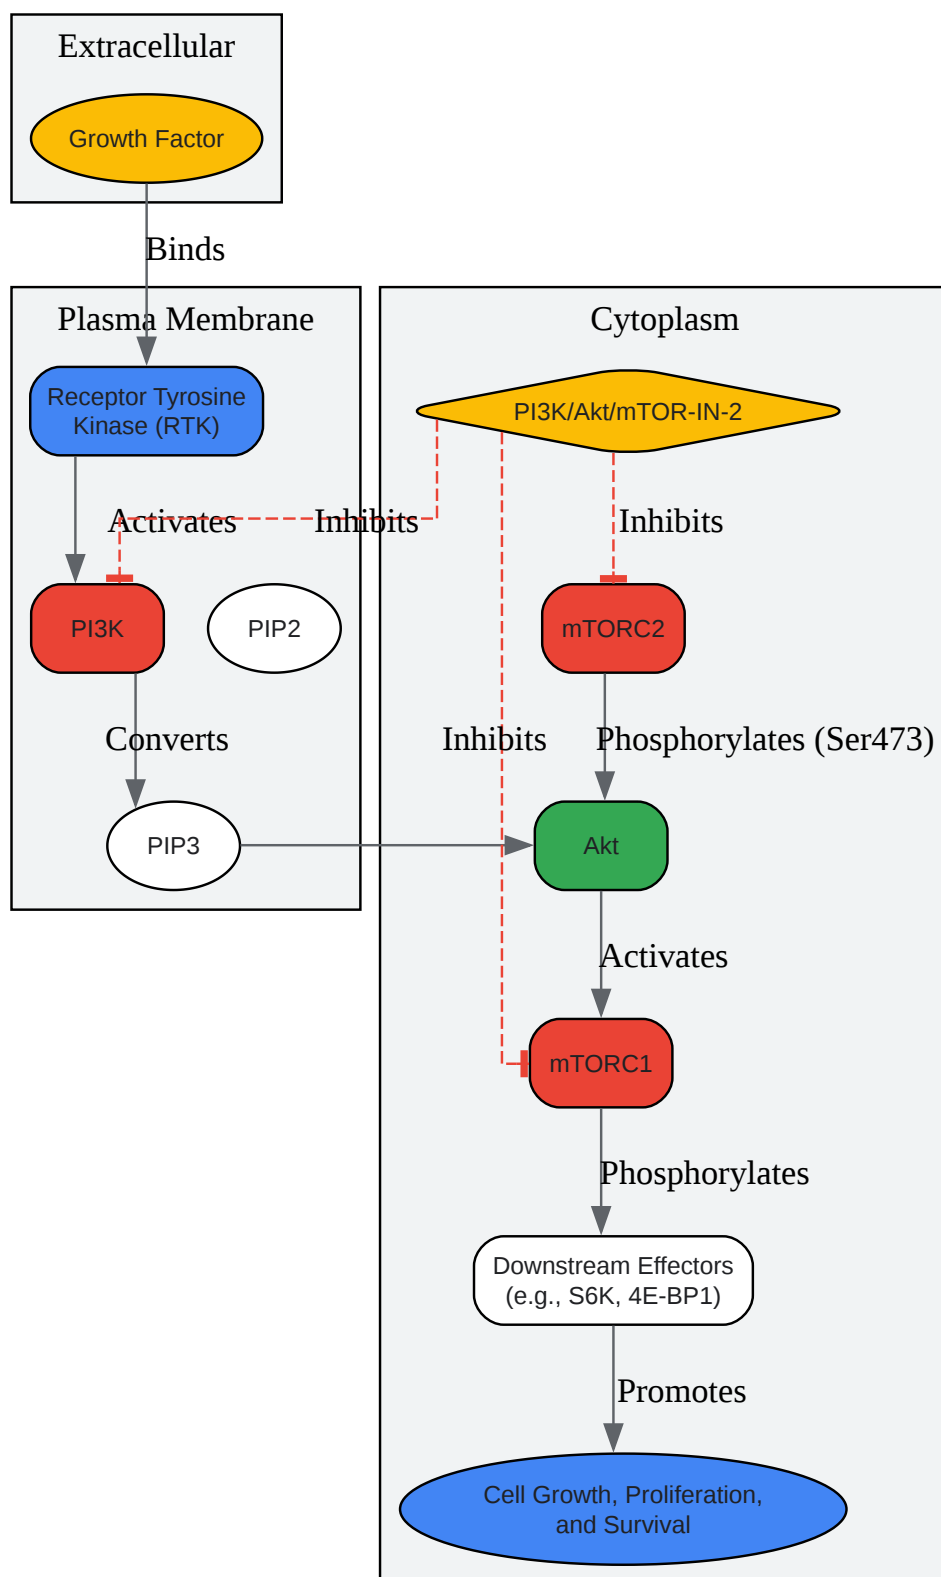 Extracellular
Growth Factor
Binds
Plasma Membrane
Cytoplasm
Receptor Tyrosine
Kinase (RTK)
PI3K/Akt/mTOR-IN-2
Activates
Inhibits
Inhibits
PI3K
PIP2
mTORC2
Converts
Inhibits
Phosphorylates (Ser473)
PIP3
Akt
Activates
mTORC1
Phosphorylates
Downstream Effectors
(e.g., S6K, 4E-BP1)
Promotes
Cell Growth, Proliferation,
and Survival